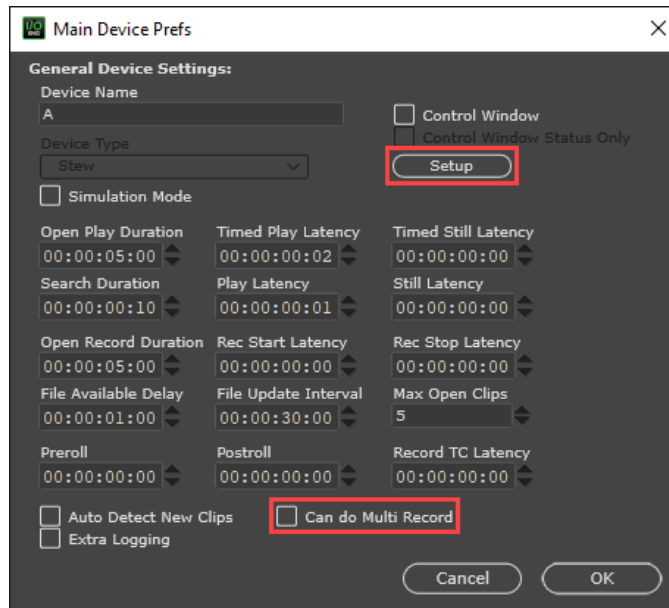 Main Device Prefs
General Device Settings:
Device Name
A
Control Window
Control Window Status Only
Device Type
Stew
Setup
Simulation Mode
Open Play Duration Timed Play Latency Timed Still Latency
00:00:05:00 00:00:00:02 00:00:00:00
Search Duration Play Latency Still Latency
00:00:00:10 00:00:00:01 00:00:00:00
Open Record Duration Rec Start Latency Rec Stop Latency
00:00:05:00 00:00:00:00 00:00:00:00
File Available Delay File Update Interval Max Open Clips
00:00:01:00 00:00:30:00 5
Preroll Postroll Record TC Latency
00:00:00:00 00:00:00:00 00:00:00:00
Auto Detect New Clips Can do Multi Record
Extra Logging
Cancel OK